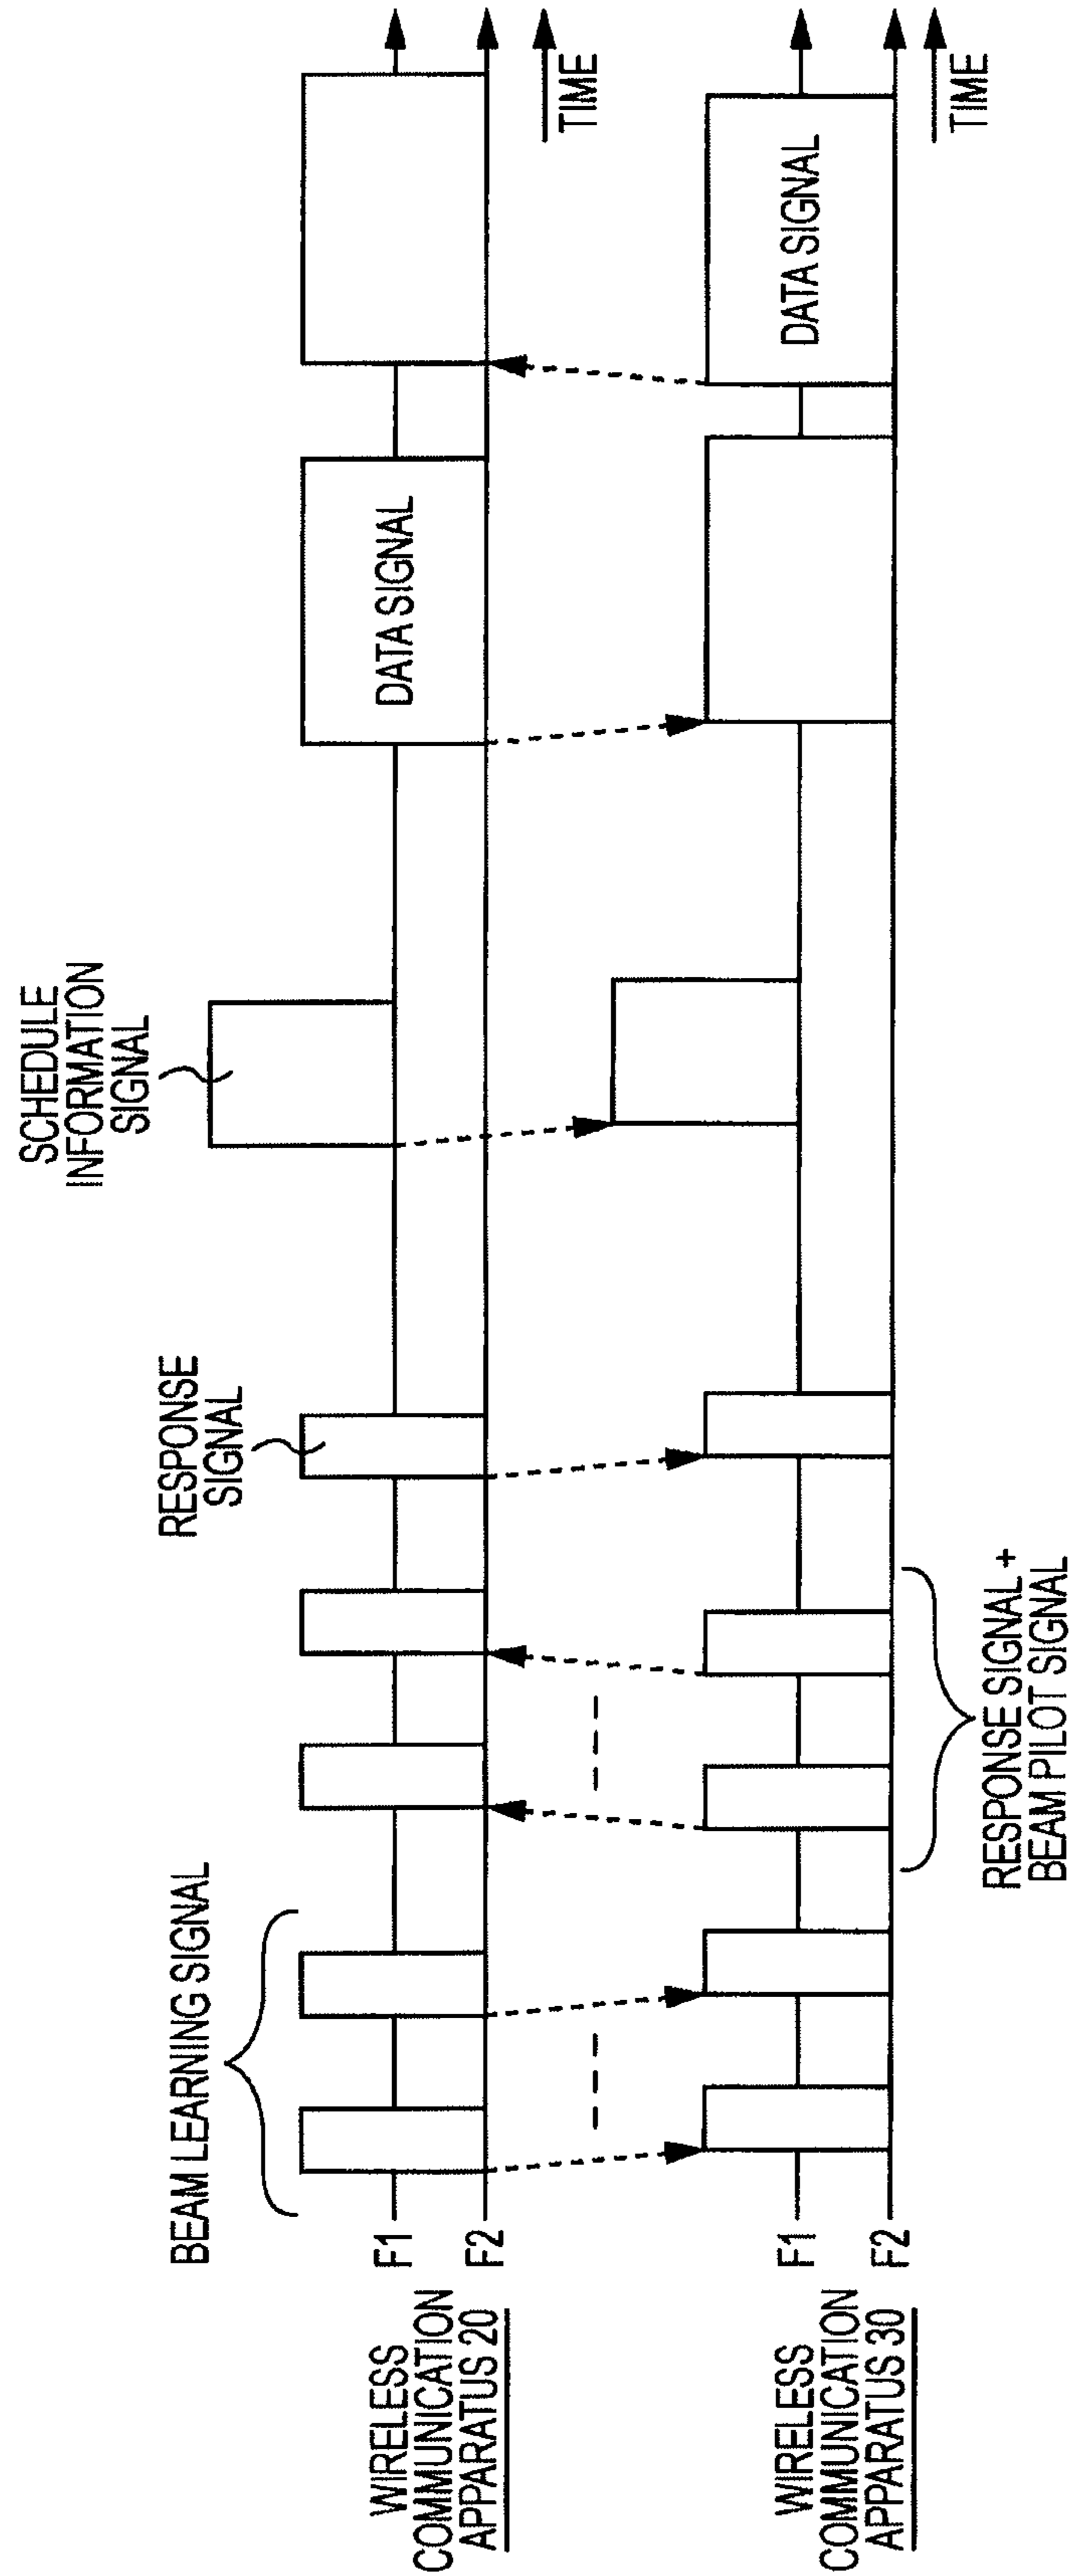 SCHEDULE
INFORMATION
SIGNAL
RESPONSE
SIGNAL
BEAM LEARNING SIGNAL
WIRELESS
COMMUNICATION
APPARATUS 20
F1
F2
DATA SIGNAL
TIME
WIRELESS
COMMUNICATION
APPARATUS 30
F1
F2
DATA SIGNAL
TIME
RESPONSE SIGNAL +
BEAM PILOT SIGNAL